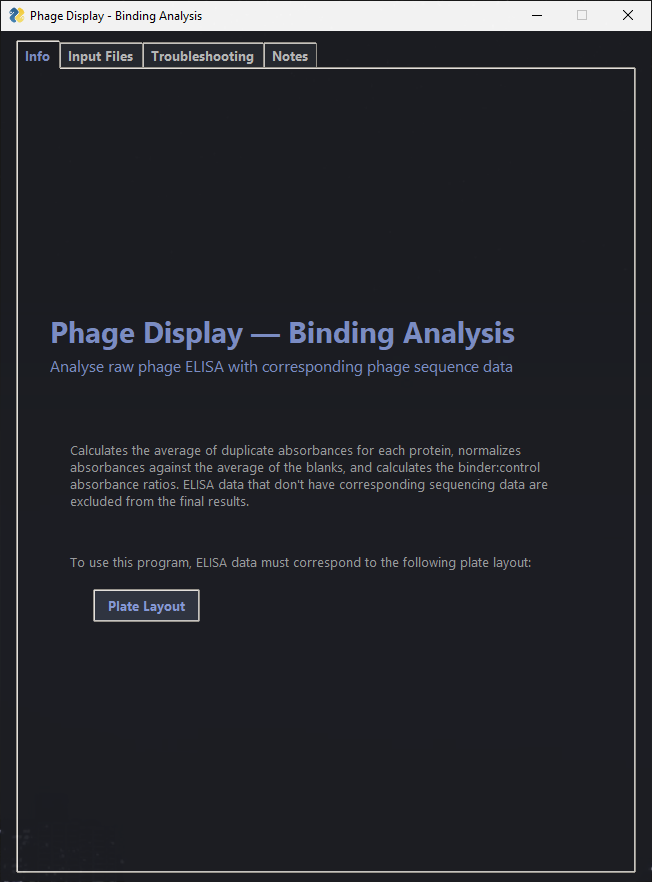 Phage Display - Binding Analysis
Info Input Files Troubleshooting Notes
Phage Display — Binding Analysis
Analyse raw phage ELISA with corresponding phage sequence data
Calculates the average of duplicate absorbances for each protein, normalizes
absorbances against the average of the blanks, and calculates the binder:control
absorbance ratios. ELISA data that don't have corresponding sequencing data are
excluded from the final results.
To use this program, ELISA data must correspond to the following plate layout:
Plate Layout